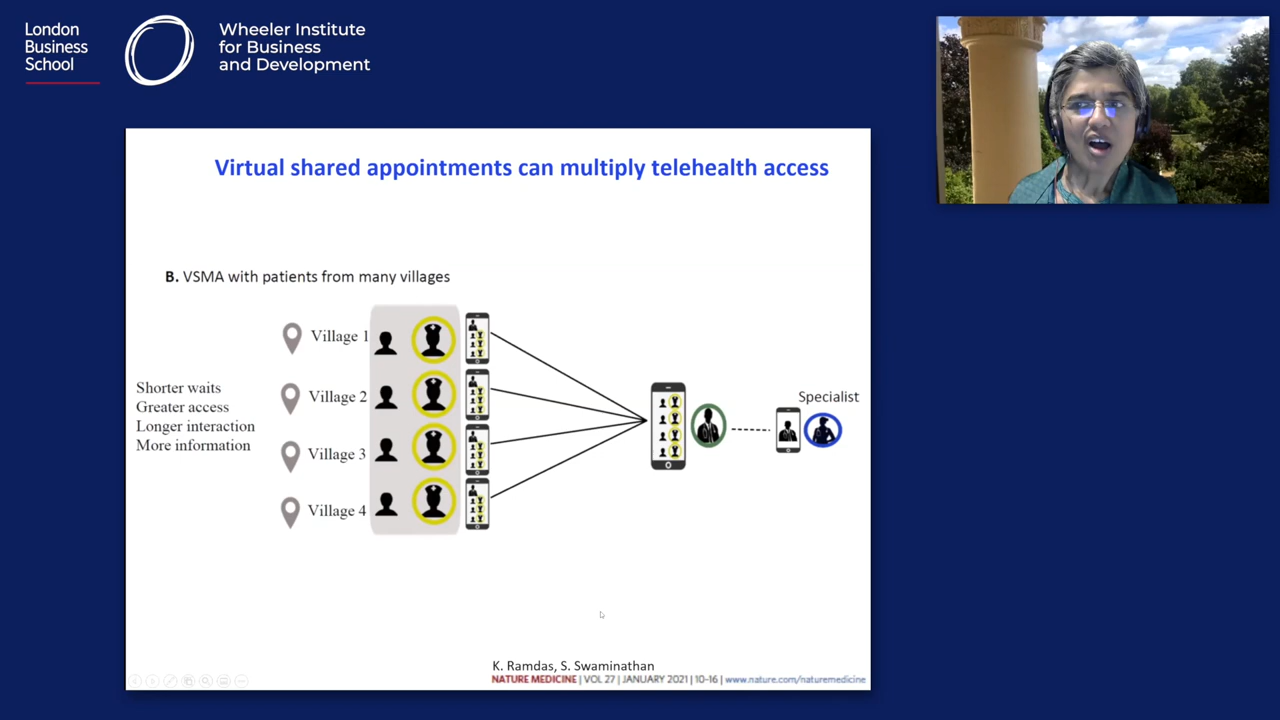 London
Business
School
Wheeler Institute
for Business
and Development
Virtual shared appointments can multiply telehealth access
B. VSMA with patients from many villages
Village 1
Village 2
Village 3
Village 4
Shorter waits
Greater access
Longer interaction
More information
Specialist
K. Ramdas, S. Swaminathan
NATURE MEDICINE | VOL 27 | JANUARY 2021 | 10-16 | www.nature.com/naturemedicine